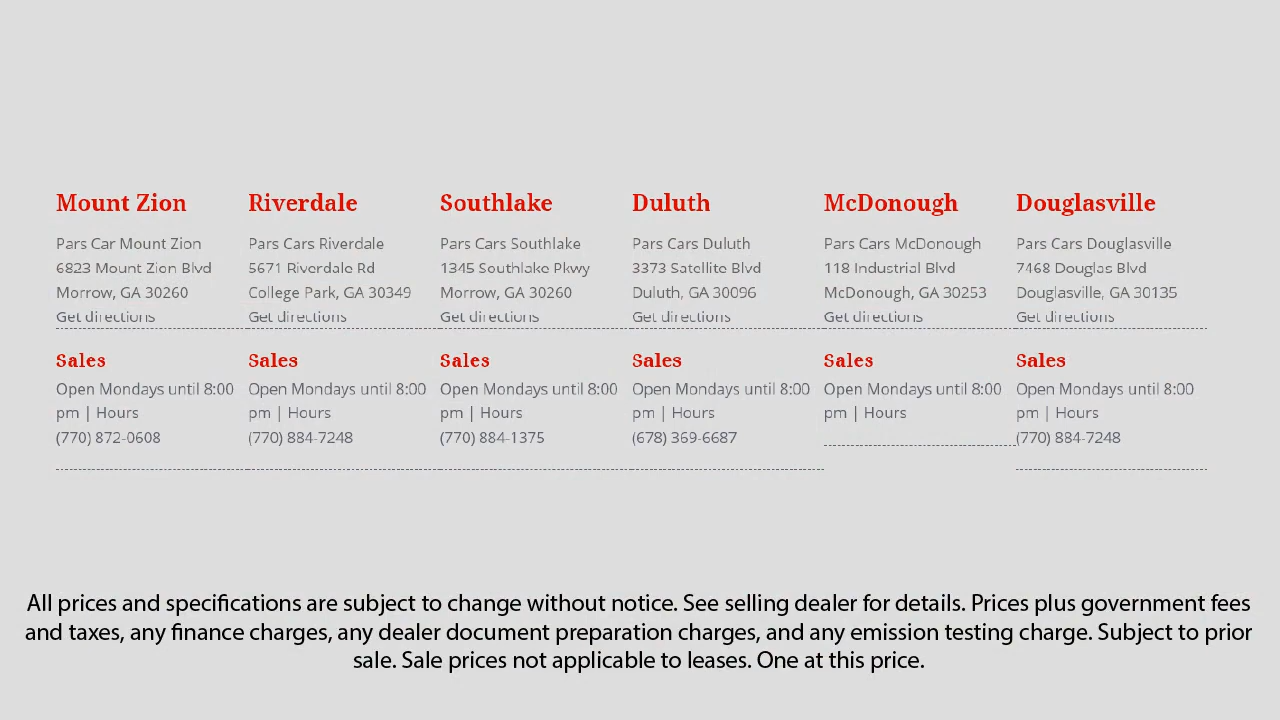 Mount Zion
Pars Car Mount Zion
6823 Mount Zion Blvd
Morrow, GA 30260
Get directions
Sales
Open Mondays until 8:00
pm | Hours
(770) 872-0608
Riverdale
Pars Cars Riverdale
5671 Riverdale Rd
College Park, GA 30349
Get directions
Sales
Open Mondays until 8:00
pm | Hours
(770) 884-7248
Southlake
Pars Cars Southlake
1345 Southlake Pkwy
Morrow, GA 30260
Get directions
Sales
Open Mondays until 8:00
pm | Hours
(770) 884-1375
Duluth
Pars Cars Duluth
3373 Satellite Blvd
Duluth, GA 30096
Get directions
Sales
Open Mondays until 8:00
pm | Hours
(678) 369-6687
McDonough
Pars Cars McDonough
118 Industrial Blvd
McDonough, GA 30253
Get directions
Sales
Open Mondays until 8:00
pm | Hours
Douglasville
Pars Cars Douglasville
7468 Douglas Blvd
Douglasville, GA 30135
Get directions
Sales
Open Mondays until 8:00
pm | Hours
(770) 884-7248
All prices and specifications are subject to change without notice. See selling dealer for details. Prices plus government fees
and taxes, any finance charges, any dealer document preparation charges, and any emission testing charge. Subject to prior
sale. Sale prices not applicable to leases. One at this price.